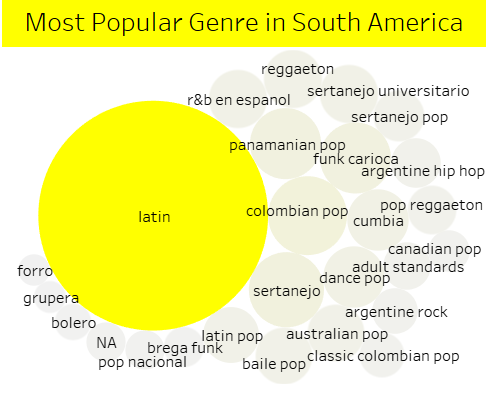 Most Popular Genre in South America
reggaeton
sertanejo universitario
r&b en espanol
sertanejo pop
panamanian pop
funk carioca
argentine hip hop
pop reggaeton
colombian pop
latin
cumbia
canadian pop
adult standards
forro
dance pop
sertanejo
grupera
argentine rock
bolero
latin pop
australian pop
NA
brega funk
classic colombian pop
pop nacional
baile pop